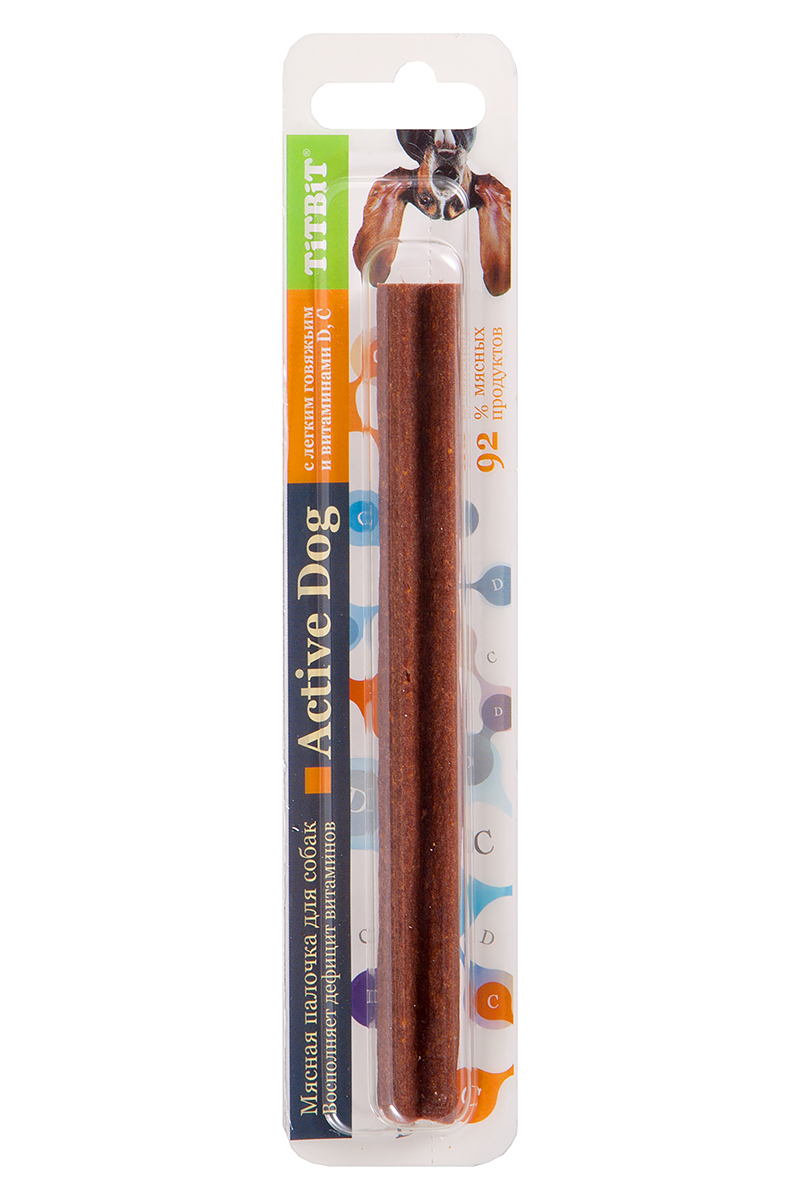 TiTBiT®
с легким говяжьим
и витаминами D, C
92
% мясных
продуктов
Active Dog
Мясная палочка для собак
Восполняет дефицит витаминов
C
C
D
C
D
D
C
C
D
C
C